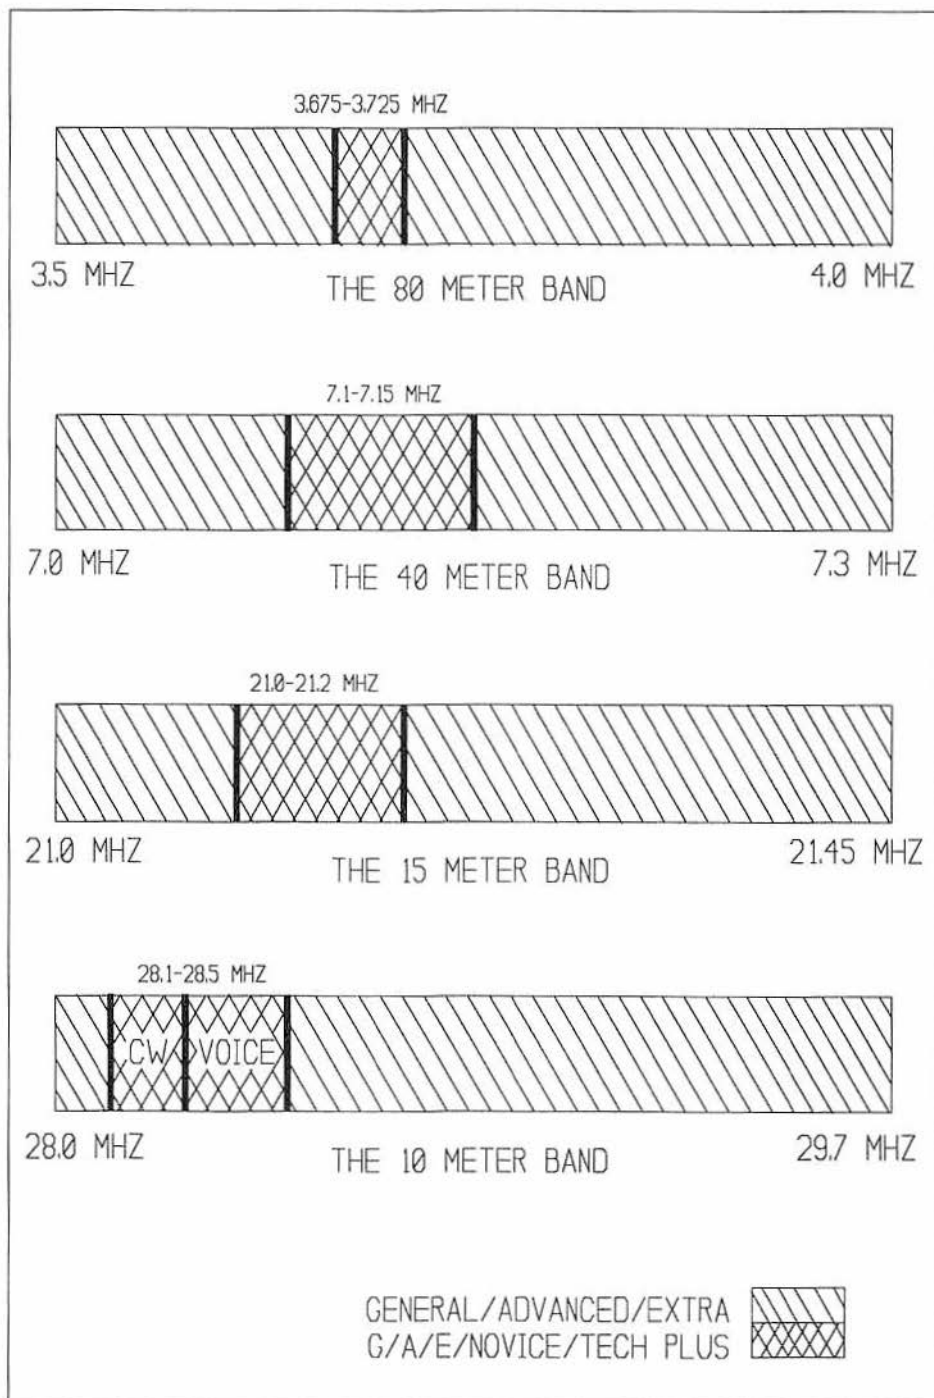 3.675-3.725 MHZ
3.5 MHZ THE 80 METER BAND 4.0 MHZ
7.1-7.15 MHZ
7.0 MHZ THE 40 METER BAND 7.3 MHZ
21.0-21.2 MHZ
21.0 MHZ THE 15 METER BAND 21.45 MHZ
28.1-28.5 MHZ
CW VOICE
28.0 MHZ THE 10 METER BAND 29.7 MHZ
GENERAL/ADVANCED/EXTRA
G/A/E/NOVICE/TECH PLUS